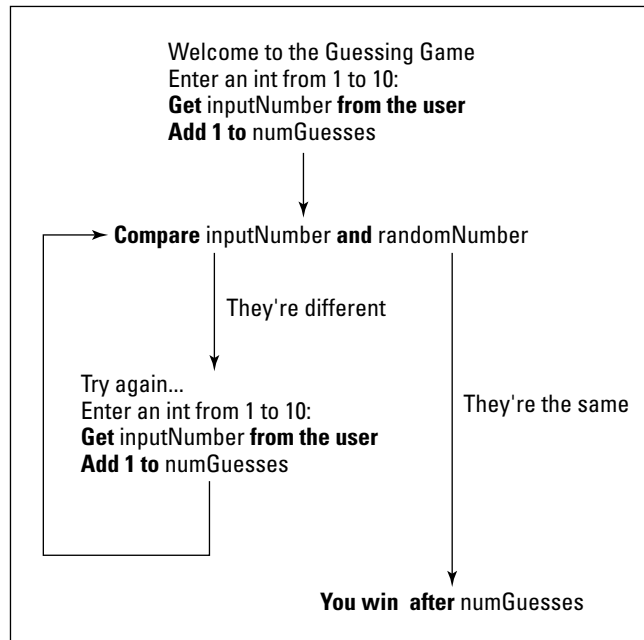 Welcome to the Guessing Game
Enter an int from 1 to 10:
Get inputNumber from the user
Add 1 to numGuesses
Compare inputNumber and randomNumber
They're different
Try again...
Enter an int from 1 to 10:
Get inputNumber from the user
Add 1 to numGuesses
They're the same
You win after numGuesses